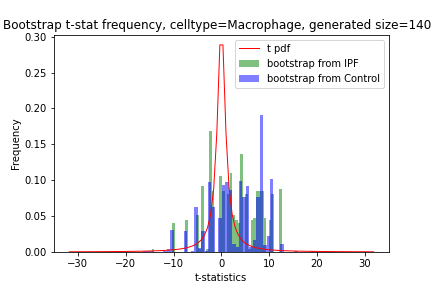 Bootstrap t-stat frequency, celltype=Macrophage, generated size=140
t pdf
bootstrap from IPF
bootstrap from Control
0.30
0.25
0.20
0.15
0.10
0.05
0.00
Frequency
−30 −20 −10 0 10 20 30
t-statistics